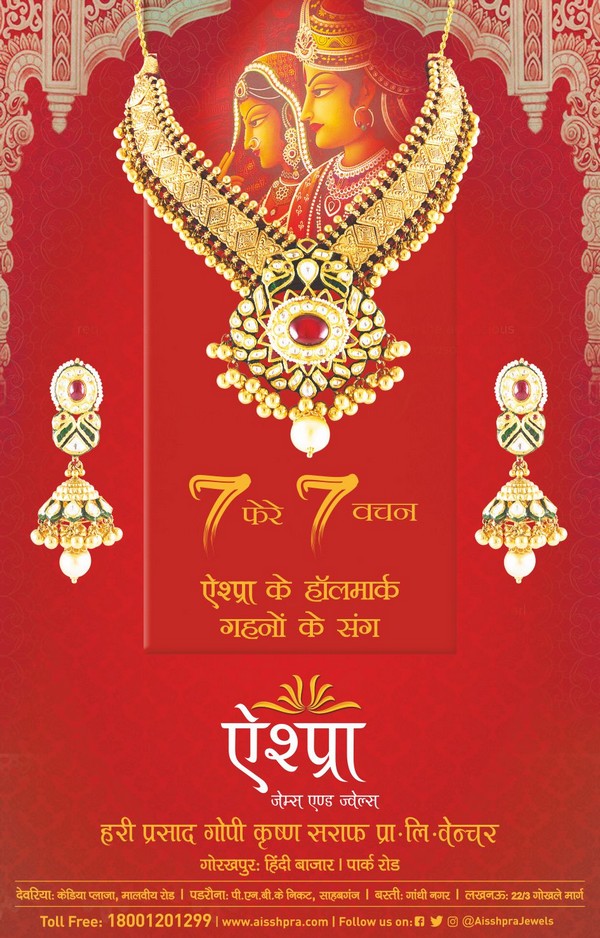 7 फेरे 7 वचन
ऐश्प्रा के हॉलमार्क
गहनों के संग
ऐश्प्रा
जेम्स एण्ड ज्वेल्स
हरी प्रसाद गोपी कृष्ण सराफ प्रा॰लि॰वेन्चर
गोरखपुर: हिंदी बाजार | पार्क रोड
देवरिया: केडिया प्लाजा, मालवीय रोड | पडरौना: पी.एन.बी.के निकट, साहबगंज | बस्ती: गांधी नगर | लखनऊ: 22/3 गोखले मार्ग
Toll Free: 18001201299 | www.aisshpra.com | Follow us on: @AisshpraJewels